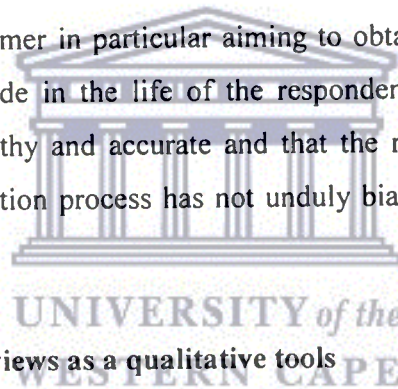 mer in particular aiming to obta
de in the life of the responder
thy and accurate and that the r
tion process has not unduly bia
UNIVERSITY of the
views as a qualitative tools
WESTERN CAPE